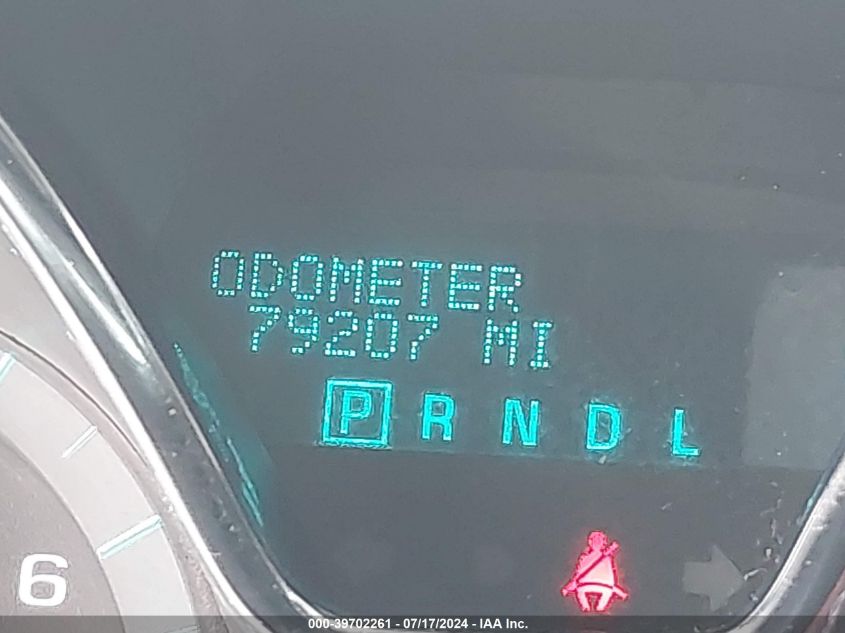 ODOMETER
79207 MI
P R N D L
6
000-39702261 - 07/17/2024 - IAA Inc.